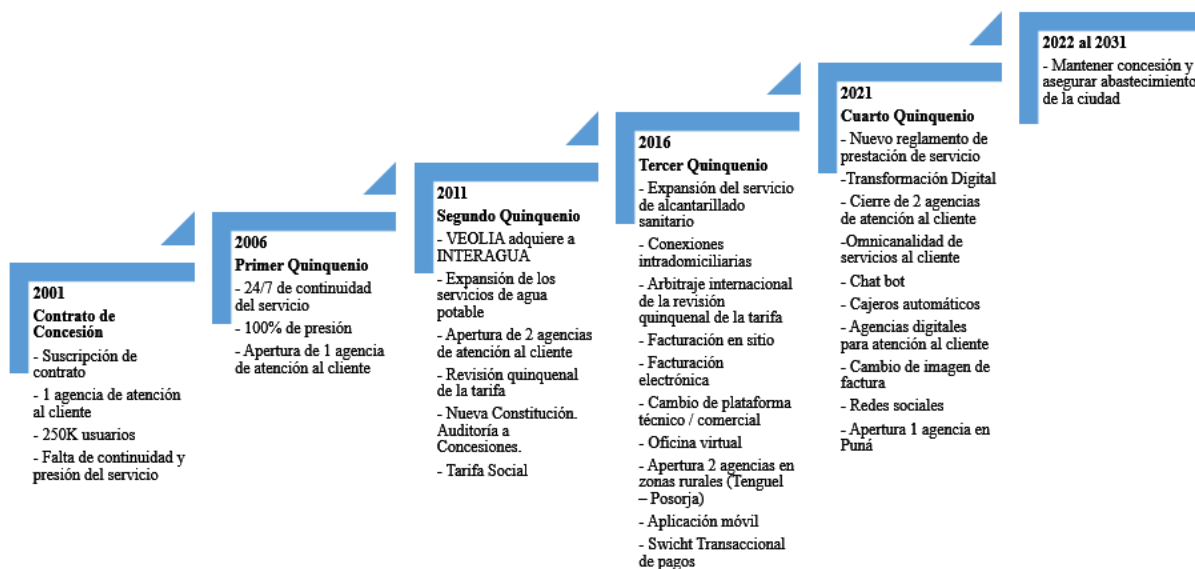 2001
Contrato de
Concesión
- Suscripción de
contrato
- 1 agencia de atención
al cliente
- 250K usuarios
- Falta de continuidad y
presión del servicio
2006
Primer Quinquenio
- 24/7 de continuidad
del servicio
- 100% de presión
- Apertura de 1 agencia
de atención al cliente
2011
Segundo Quinquenio
- VEOLIA adquiere a
INTERAGUA
- Expansión de los
servicios de agua
potable
- Apertura de 2 agencias
de atención al cliente
- Revisión quinquenal
de la tarifa
- Nueva Constitución.
Auditoría a
Concesiones.
- Tarifa Social
2016
Tercer Quinquenio
- Expansión del servicio
de alcantarillado
sanitario
- Conexiones
intradomiciliarias
- Arbitraje internacional
de la revisión
quinquenal de la tarifa
- Facturación en sitio
- Facturación
electrónica
- Cambio de plataforma
técnico / comercial
- Oficina virtual
- Apertura 2 agencias en
zonas rurales (Tenguel
– Posorja)
- Aplicación móvil
- Swicht Transaccional
de pagos
2021
Cuarto Quinquenio
- Nuevo reglamento de
prestación de servicio
-Transformación Digital
- Cierre de 2 agencias
de atención al cliente
-Omnicanalidad de
servicios al cliente
- Chat bot
- Cajeros automáticos
- Agencias digitales
para atención al cliente
- Cambio de imagen de
factura
- Redes sociales
- Apertura 1 agencia en
Puná
2022 al 2031
- Mantener concesión y
asegurar abastecimiento
de la ciudad